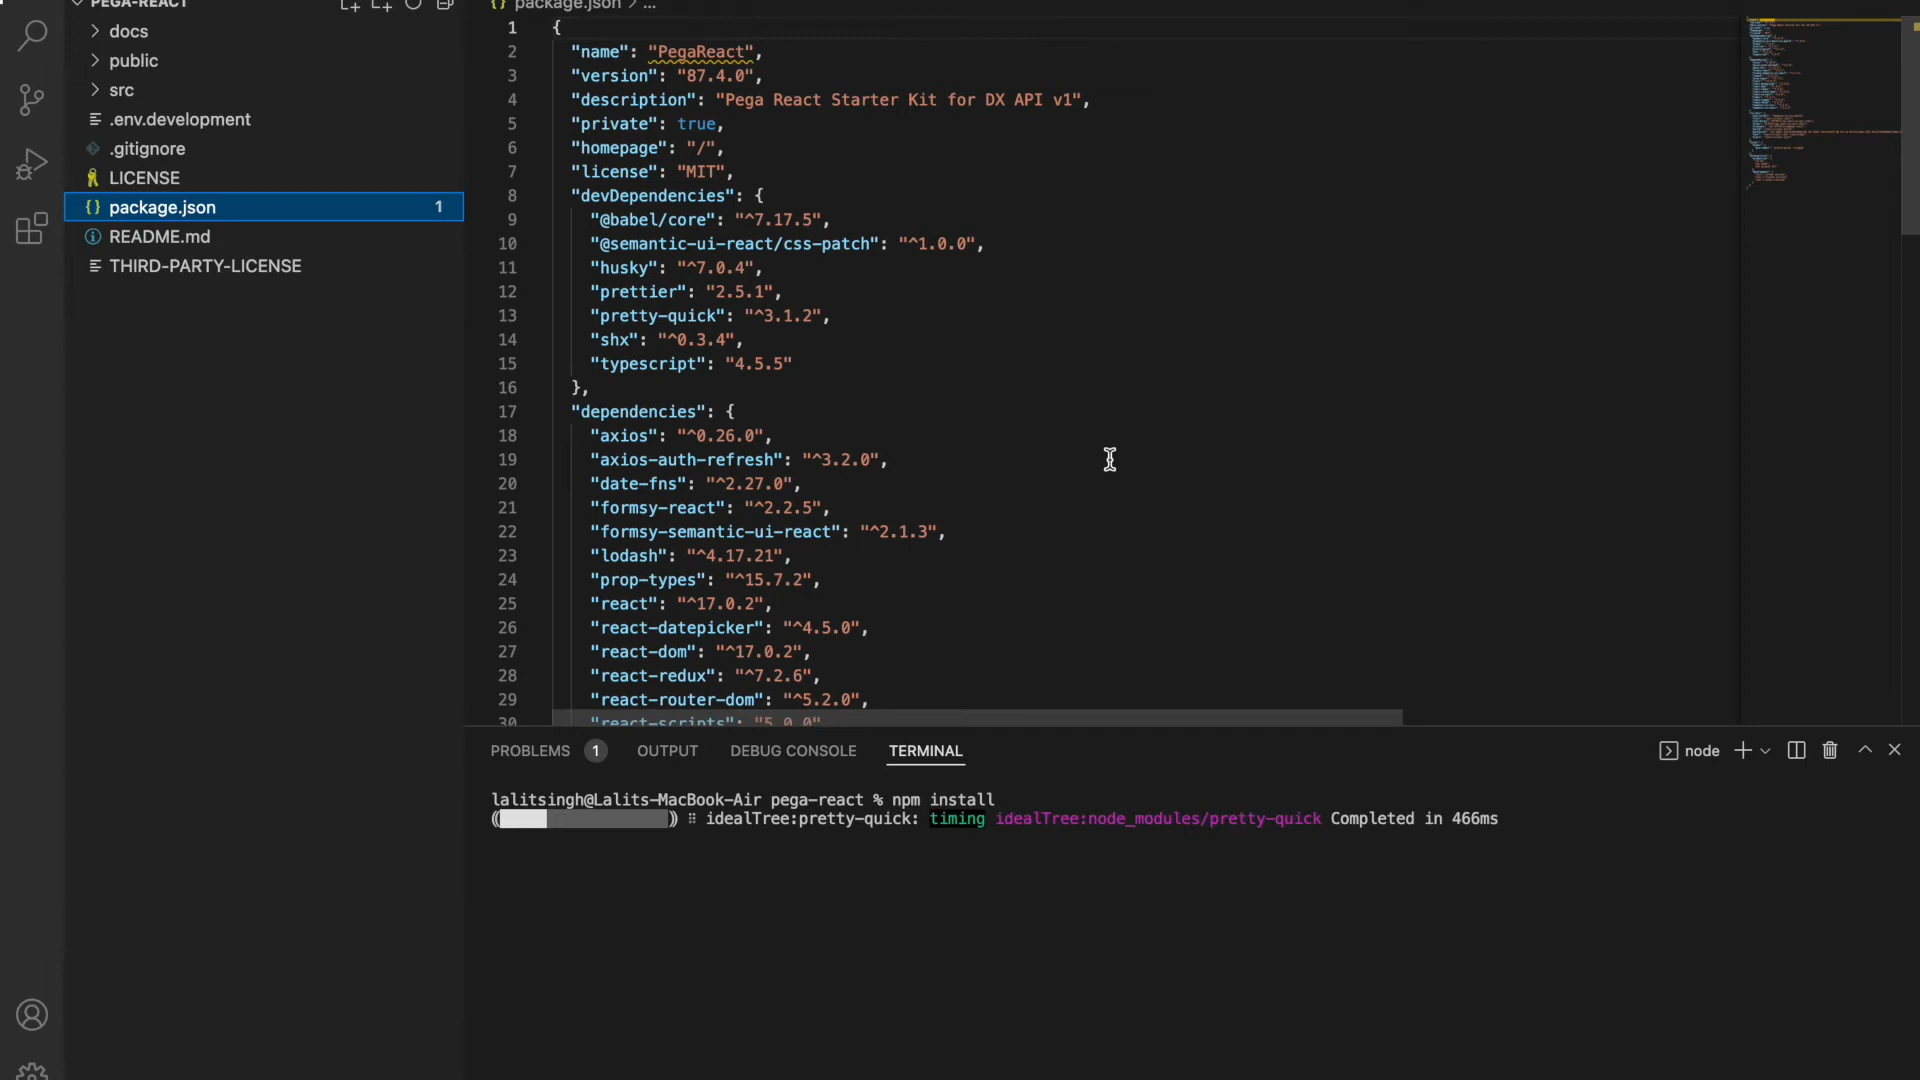 PEGA-REACT
docs
public
src
.env.development
.gitignore
LICENSE
package.json 1
README.md
THIRD-PARTY-LICENSE
{} package.json > ...
1 {
2 "name": "PegaReact",
3 "version": "87.4.0",
4 "description": "Pega React Starter Kit for DX API v1",
5 "private": true,
6 "homepage": "/",
7 "license": "MIT",
8 "devDependencies": {
9 "@babel/core": "^7.17.5",
10 "@semantic-ui-react/css-patch": "^1.0.0",
11 "husky": "^7.0.4",
12 "prettier": "2.5.1",
13 "pretty-quick": "^3.1.2",
14 "shx": "^0.3.4",
15 "typescript": "4.5.5"
16 },
17 "dependencies": {
18 "axios": "^0.26.0",
19 "axios-auth-refresh": "^3.2.0",
20 "date-fns": "^2.27.0",
21 "formsy-react": "^2.2.5",
22 "formsy-semantic-ui-react": "^2.1.3",
23 "lodash": "^4.17.21",
24 "prop-types": "^15.7.2",
25 "react": "^17.0.2",
26 "react-datepicker": "^4.5.0",
27 "react-dom": "^17.0.2",
28 "react-redux": "^7.2.6",
29 "react-router-dom": "^5.2.0",
30 "react-scripts": "5.0.0"
PROBLEMS 1 OUTPUT DEBUG CONSOLE TERMINAL node
lalitsingh@Lalits-MacBook-Air pega-react % npm install
idealTree:pretty-quick: timing idealTree:node_modules/pretty-quick Completed in 466ms